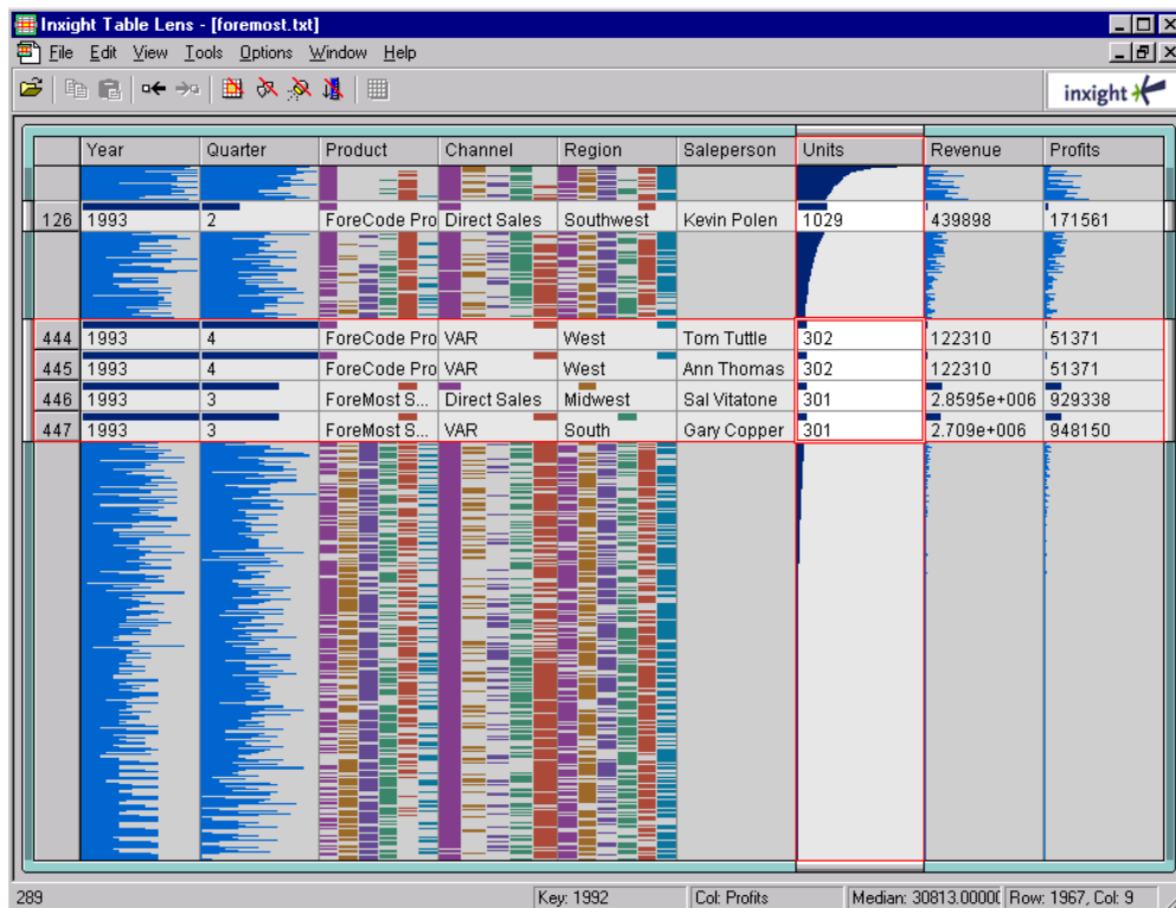 Inxight Table Lens - [foremost.txt]
File Edit View Tools Options Window Help
inxight
Year Quarter Product Channel Region Saleperson Units Revenue Profits
126 1993 2 ForeCode Pro Direct Sales Southwest Kevin Polen 1029 439898 171561
444 1993 4 ForeCode Pro VAR West Tom Tuttle 302 122310 51371
445 1993 4 ForeCode Pro VAR West Ann Thomas 302 122310 51371
446 1993 3 ForeMost S... Direct Sales Midwest Sal Vitatone 301 2.8595e+006 929338
447 1993 3 ForeMost S... VAR South Gary Copper 301 2.709e+006 948150
289 Key: 1992 Col: Profits Median: 30813.0000( Row: 1967, Col: 9